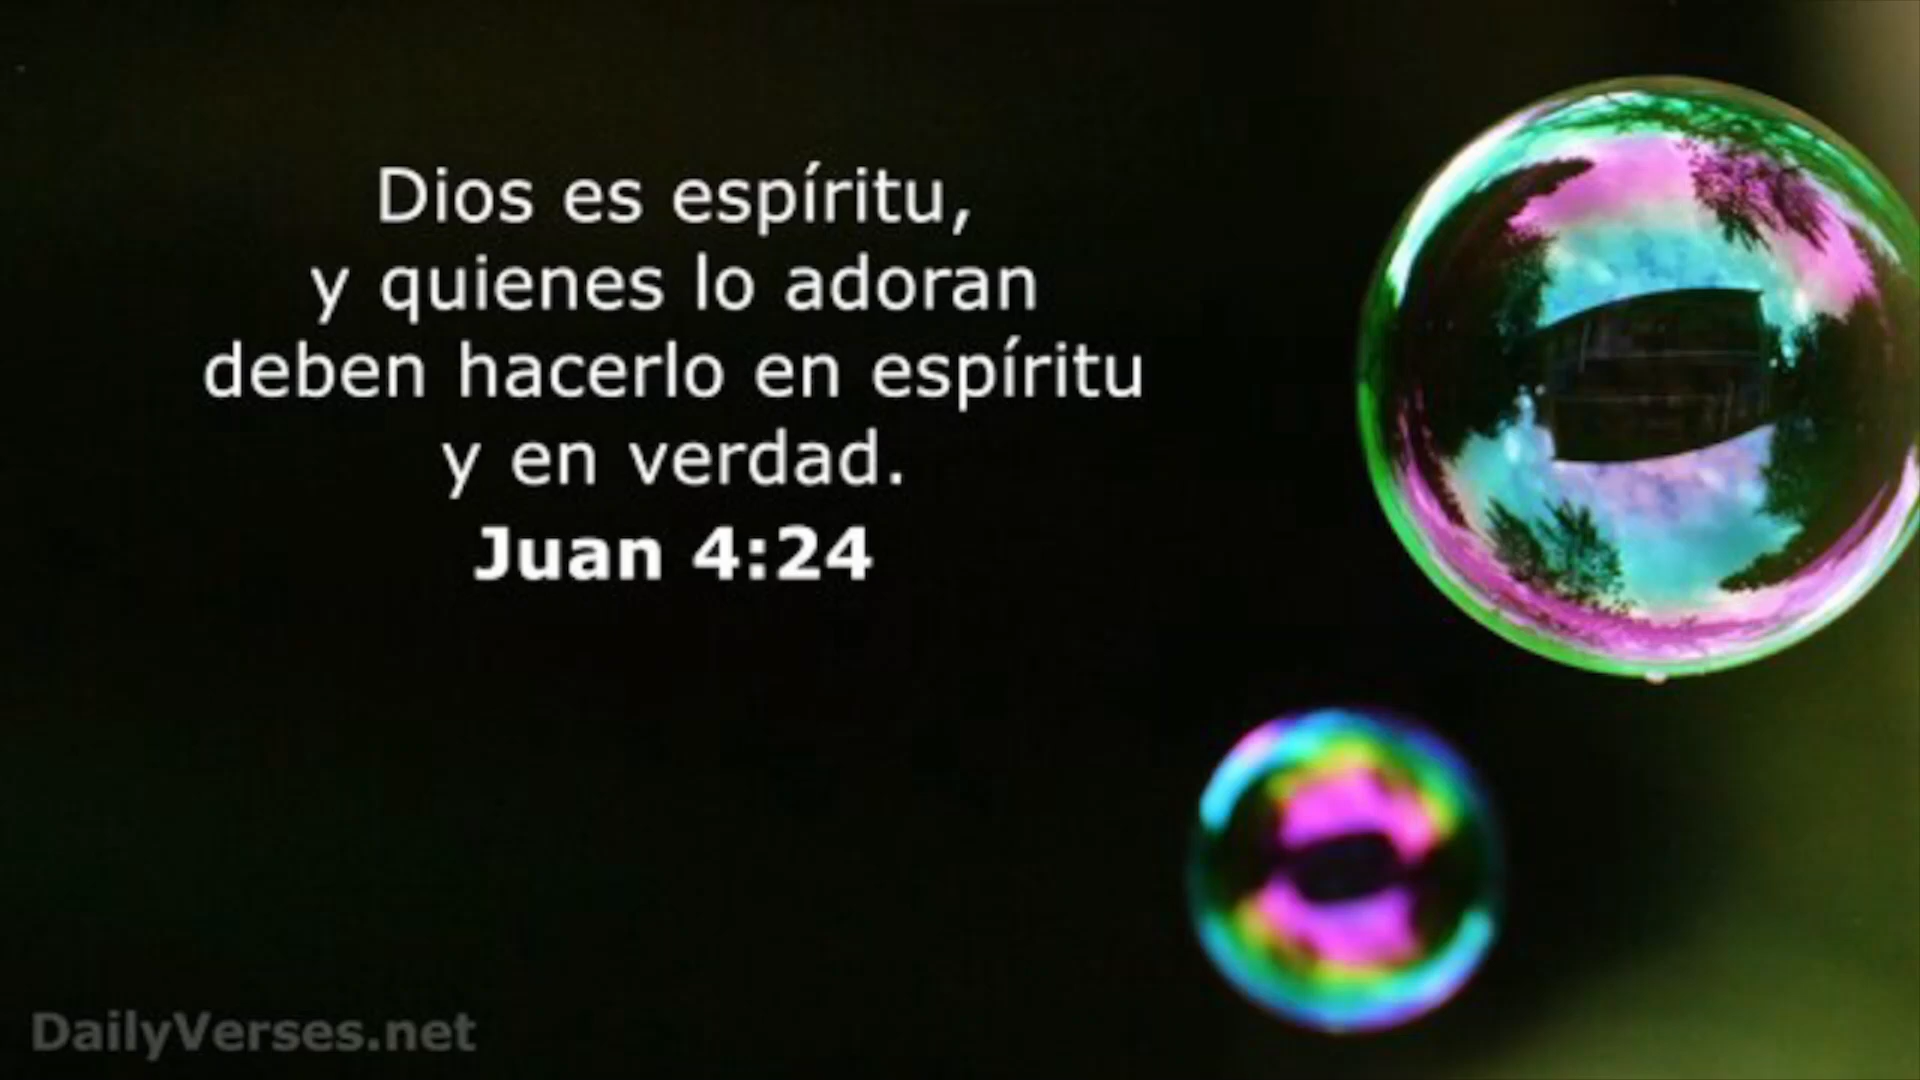 Dios es espíritu,
y quienes lo adoran
deben hacerlo en espíritu
y en verdad.
Juan 4:24
DailyVerses.net